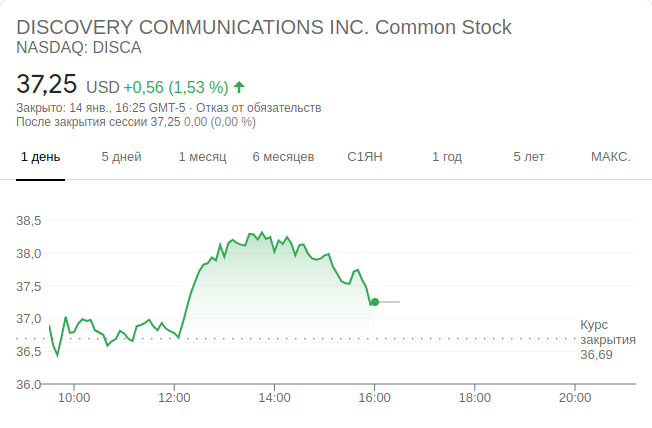 DISCOVERY COMMUNICATIONS INC. Common Stock
NASDAQ: DISCA
37,25 USD +0,56 (1,53 %)
Закрыто: 14 янв., 16:25 GMT-5 · Отказ от обязательств
После закрытия сессии 37,25 0,00 (0,00 %)
1 день 5 дней 1 месяц 6 месяцев С1ЯН 1 год 5 лет МАКС.
38,5
38,0
37,5
37,0
Курс
закрытия
36,69
36,5
36,0
10:00 12:00 14:00 16:00 18:00 20:00